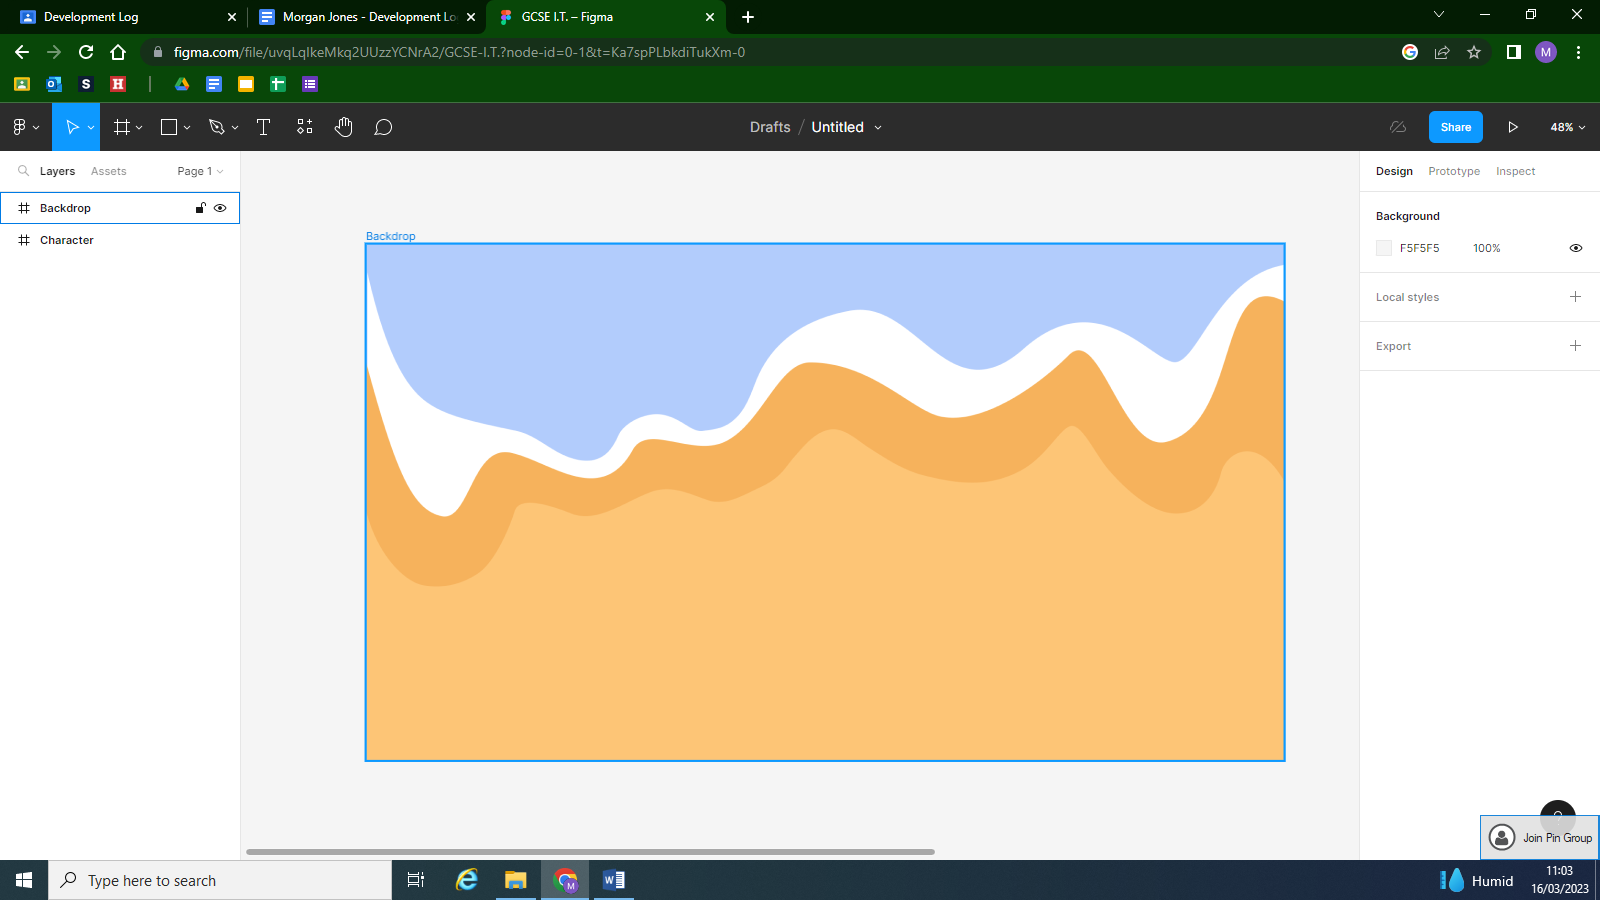 Development Log
Morgan Jones - Development Lo
GCSE I.T. – Figma
figma.com/file/uvqLqIkeMkq2UUzzYCNrA2/GCSE-I.T.?node-id=0-1&t=Ka7spPLbkdiTukXm-0
M
Drafts / Untitled
Share
48%
Layers
Assets
Page 1
Design
Prototype
Inspect
Backdrop
Character
Backdrop
Background
F5F5F5
100%
Local styles
Export
Join Pin Group
Type here to search
Humid
11:03
16/03/2023